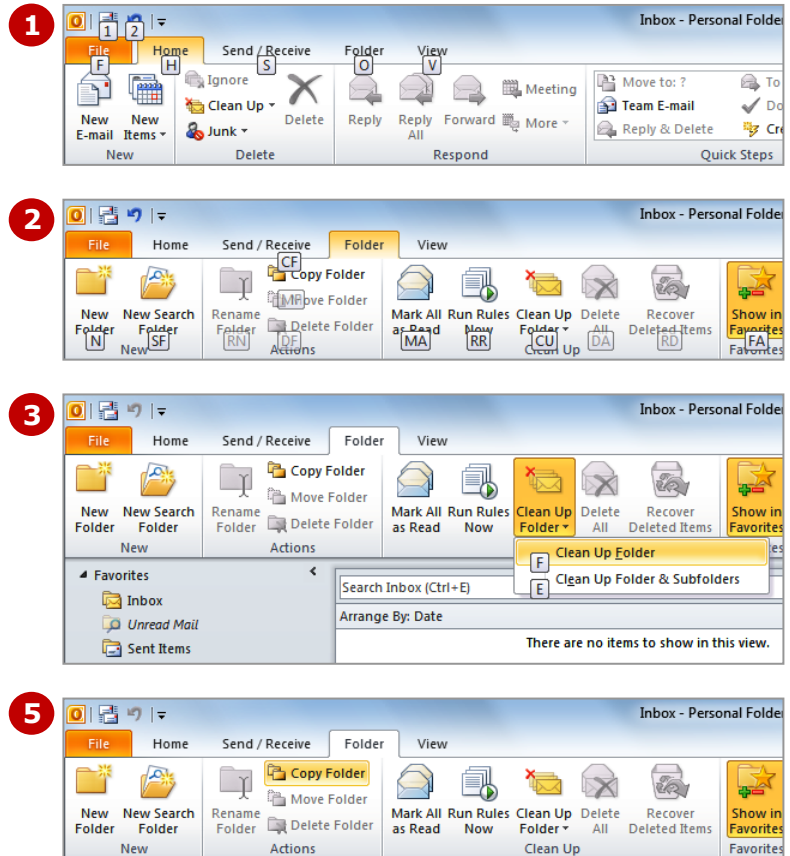 1
1 2
Inbox - Personal Folde
File Home Send / Receive Folder View
F H S O V
Ignore Meeting Move to: ? To
Clean Up Team E-mail Do
New E-mail New Items Junk Delete Reply Reply All Forward More Reply & Delete Cre
New Delete Respond Quick Steps
2
Inbox - Personal Folde
File Home Send / Receive Folder View
CF
Copy Folder
MF Move Folder
New Folder New Search Folder Rename Folder Delete Folder Mark All as Read Run Rules Now Clean Up Folder Delete All Recover Deleted Items Show in Favorites
N SF RN DF MA RR CU DA RD FA
New Actions Clean Up Favorites
3
Inbox - Personal Folde
File Home Send / Receive Folder View
Copy Folder
Move Folder
New Folder New Search Folder Rename Folder Delete Folder Mark All as Read Run Rules Now Clean Up Folder Delete All Recover Deleted Items Show in Favorites
New Actions es
F Clean Up Folder
E Clean Up Folder & Subfolders
Favorites
Inbox
Unread Mail
Sent Items
Search Inbox (Ctrl+E)
Arrange By: Date
There are no items to show in this view.
5
Inbox - Personal Folde
File Home Send / Receive Folder View
Copy Folder
Move Folder
New Folder New Search Folder Rename Folder Delete Folder Mark All as Read Run Rules Now Clean Up Folder Delete All Recover Deleted Items Show in Favorites
New Actions Clean Up Favorites